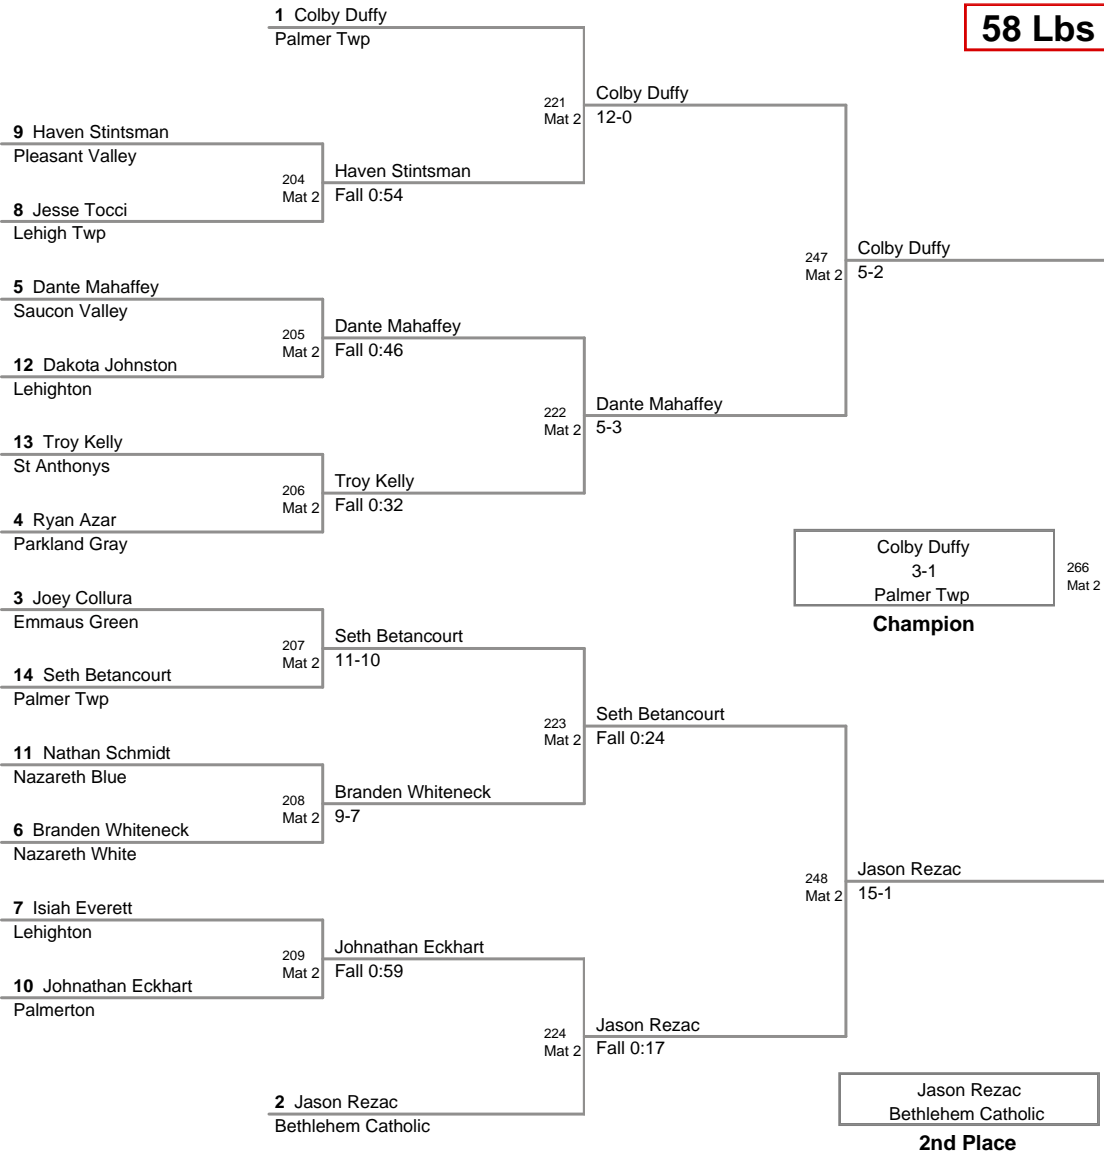 1 Colby Duffy
Palmer Twp
58 Lbs
221
Mat 2
Colby Duffy
12-0
9 Haven Stintsman
Pleasant Valley
204
Mat 2
Haven Stintsman
Fall 0:54
8 Jesse Tocci
Lehigh Twp
247
Mat 2
Colby Duffy
5-2
5 Dante Mahaffey
Saucon Valley
205
Mat 2
Dante Mahaffey
Fall 0:46
12 Dakota Johnston
Lehighton
222
Mat 2
Dante Mahaffey
5-3
13 Troy Kelly
St Anthonys
206
Mat 2
Troy Kelly
Fall 0:32
4 Ryan Azar
Parkland Gray
Colby Duffy
3-1
Palmer Twp
266
Mat 2
Champion
3 Joey Collura
Emmaus Green
207
Mat 2
Seth Betancourt
11-10
14 Seth Betancourt
Palmer Twp
223
Mat 2
Seth Betancourt
Fall 0:24
11 Nathan Schmidt
Nazareth Blue
208
Mat 2
Branden Whiteneck
9-7
6 Branden Whiteneck
Nazareth White
248
Mat 2
Jason Rezac
15-1
7 Isiah Everett
Lehighton
209
Mat 2
Johnathan Eckhart
Fall 0:59
10 Johnathan Eckhart
Palmerton
224
Mat 2
Jason Rezac
Fall 0:17
2 Jason Rezac
Bethlehem Catholic
Jason Rezac
Bethlehem Catholic
2nd Place